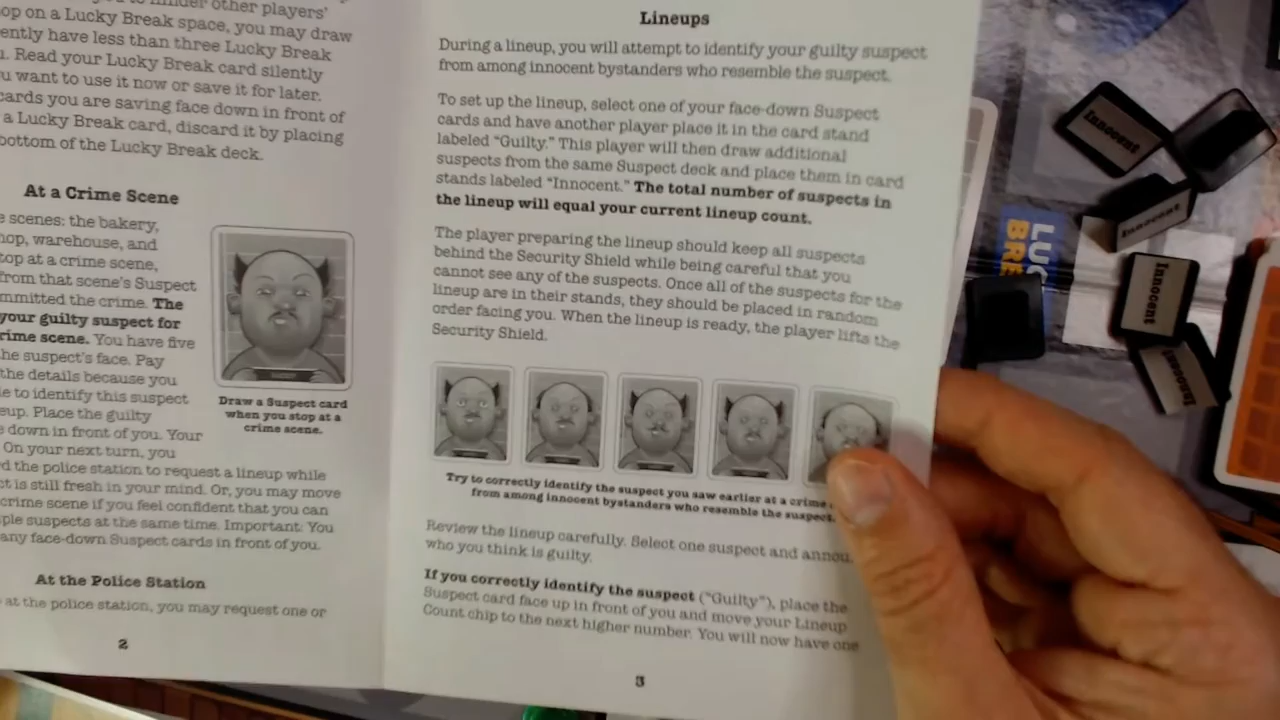 op on a Lucky Break space, you may draw
ently have less than three Lucky Break
Read your Lucky Break card silently
u want to use it now or save it for later.
cards you are saving face down in front of
a Lucky Break card, discard it by placing
bottom of the Lucky Break deck.
At a Crime Scene
scenes: the bakery,
hop, warehouse, and
top at a crime scene,
from that scene's Suspect
mmitted the crime. The
your guilty suspect for
crime scene. You have five
he suspect's face. Pay
the details because you
le to identify this suspect
eup. Place the guilty
down in front of you. Your
On your next turn, you
d the police station to request a lineup while
ct is still fresh in your mind. Or, you may move
crime scene if you feel confident that you can
ple suspects at the same time. Important: You
any face-down Suspect cards in front of you.
Draw a Suspect card
when you stop at a
crime scene.
At the Police Station
at the police station, you may request one or
2
Lineups
During a lineup, you will attempt to identify your guilty suspect
from among innocent bystanders who resemble the suspect.
To set up the lineup, select one of your face-down Suspect
cards and have another player place it in the card stand
labeled "Guilty." This player will then draw additional
suspects from the same Suspect deck and place them in card
stands labeled "Innocent." The total number of suspects in
the lineup will equal your current lineup count.
The player preparing the lineup should keep all suspects
behind the Security Shield while being careful that you
cannot see any of the suspects. Once all of the suspects for the
lineup are in their stands, they should be placed in random
order facing you. When the lineup is ready, the player lifts the
Security Shield.
Try to correctly identify the suspect you saw earlier at a crime
from among innocent bystanders who resemble the suspect.
Review the lineup carefully. Select one suspect and annou
who you think is guilty.
If you correctly identify the suspect ("Guilty"), place the
Suspect card face up in front of you and move your Lineup
Count chip to the next higher number. You will now have one
3
Innocent
Innocent
Innocent
Innocent
LUC
BRE